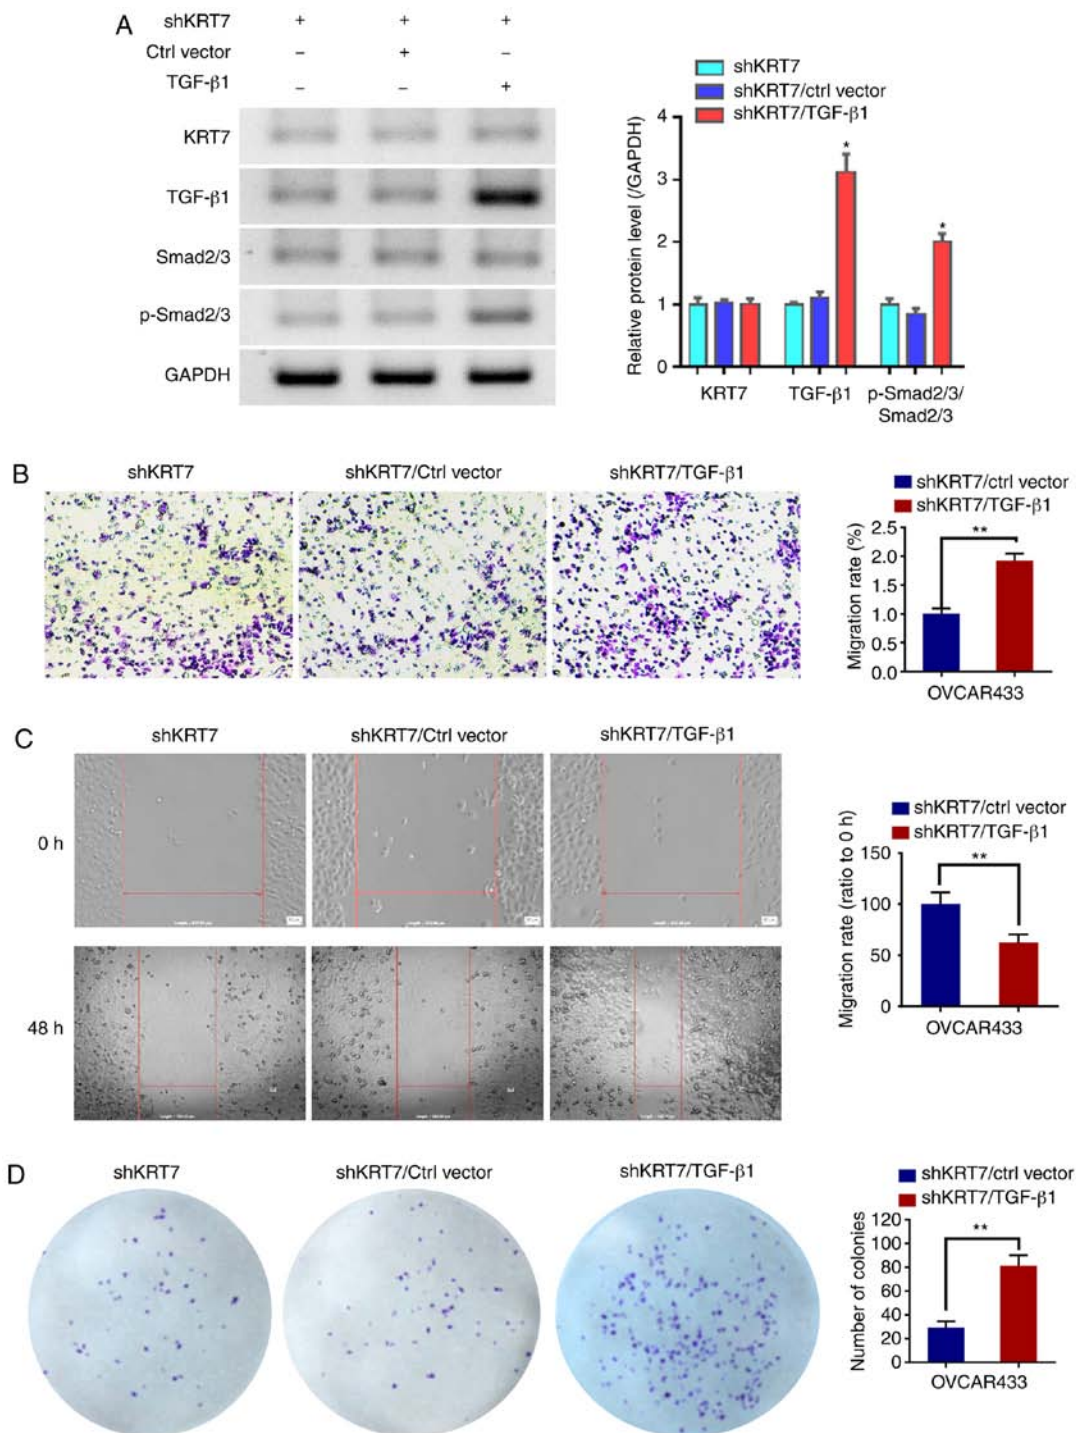 A
shKRT7 + + +
Ctrl vector – + –
TGF-β1 – – +
KRT7
TGF-β1
Smad2/3
p-Smad2/3
GAPDH
shKRT7
shKRT7/ctrl vector
shKRT7/TGF-β1
Relative protein level (/GAPDH)
4
3
2
1
0
*
*
KRT7 TGF-β1 p-Smad2/3/
Smad2/3
B
shKRT7 shKRT7/Ctrl vector shKRT7/TGF-β1
shKRT7/ctrl vector
shKRT7/TGF-β1
Migration rate (%)
2.5
2.0
1.5
1.0
0.5
0.0
**
OVCAR433
C
shKRT7 shKRT7/Ctrl vector shKRT7/TGF-β1
0 h
48 h
shKRT7/ctrl vector
shKRT7/TGF-β1
Migration rate (ratio to 0 h)
150
100
50
0
**
OVCAR433
D
shKRT7 shKRT7/Ctrl vector shKRT7/TGF-β1
shKRT7/ctrl vector
shKRT7/TGF-β1
Number of colonies
120
100
80
60
40
20
0
**
OVCAR433